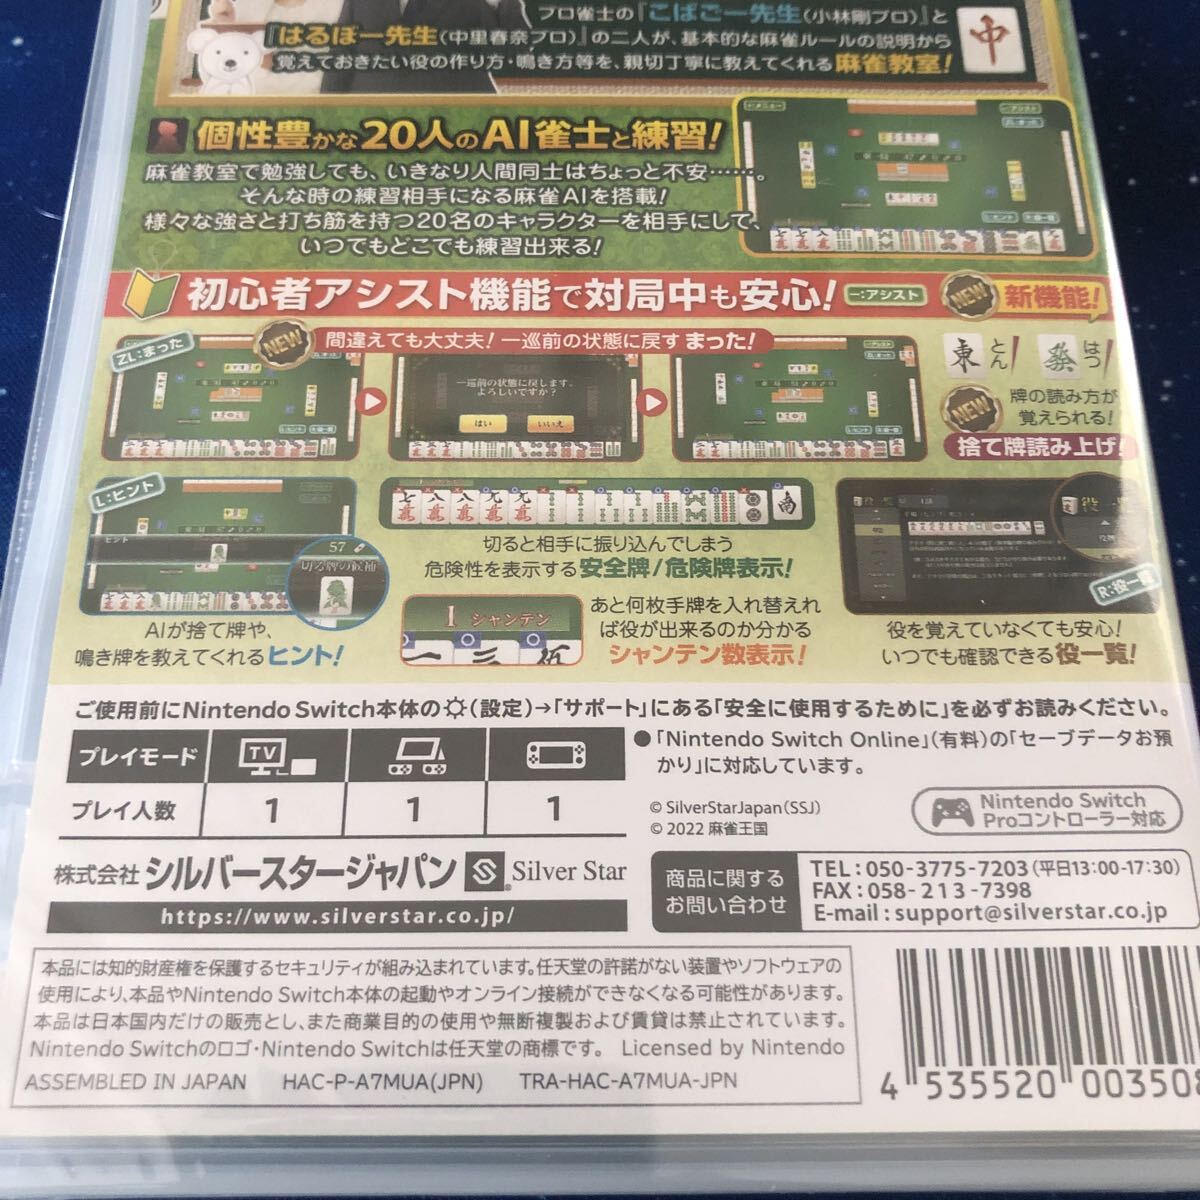 プロ雀士の『こばごー先生(小林剛プロ)』と
『はるぼー先生(中里春奈プロ)』の二人が、基本的な麻雀ルールの説明から
覚えておきたい役の作り方・鳴き方等を、親切丁寧に教えてくれる麻雀教室!
中
個性豊かな20人のAI雀士と練習!
麻雀教室で勉強しても、いきなり人間同士はちょっと不安……。
そんな時の練習相手になる麻雀AIを搭載!
様々な強さと打ち筋を持つ20名のキャラクターを相手にして、
いつでもどこでも練習出来る!
初心者アシスト機能で対局中も安心!
ー:アシスト
NEW
新機能!
ZL:まった
NEW
間違えても大丈夫! 一巡前の状態に戻す まった!
一巡前の状態に戻します。
よろしいですか?
はい
いいえ
東 とん
發 はつ
NEW
牌の読み方が
覚えられる!
捨て牌読み上げ!
L:ヒント
57
切る牌の候補
AIが捨て牌や、
鳴き牌を教えてくれるヒント!
切ると相手に振り込んでしまう
危険性を表示する安全牌/危険牌表示!
1 シャンテン
あと何枚手牌を入れ替えれ
ば役が出来るのか分かる
シャンテン数表示!
R:役一覧
役を覚えていなくても安心!
いつでも確認できる役一覧!
ご使用前にNintendo Switch本体の(設定)→「サポート」にある「安全に使用するために」を必ずお読みください。
プレイモード
TV
プレイ人数
1
1
1
●「Nintendo Switch Online」(有料)の「セーブデータお預
かり」に対応しています。
© SilverStarJapan(SSJ)
© 2022 麻雀王国
Nintendo Switch
Proコントローラー対応
株式会社 シルバースタージャパン
Silver Star
https://www.silverstar.co.jp/
商品に関する
お問い合わせ
TEL:050-3775-7203(平日13:00-17:30)
FAX:058-213-7398
E-mail:support@silverstar.co.jp
本品には知的財産権を保護するセキュリティが組み込まれています。任天堂の許諾がない装置やソフトウェアの
使用により、本品やNintendo Switch本体の起動やオンライン接続ができなくなる可能性があります。
本品は日本国内だけの販売とし、また商業目的の使用や無断複製および賃貸は禁止されています。
Nintendo Switchのロゴ・Nintendo Switchは任天堂の商標です。 Licensed by Nintendo
ASSEMBLED IN JAPAN HAC-P-A7MUA(JPN) TRA-HAC-A7MUA-JPN
4 535520 00350